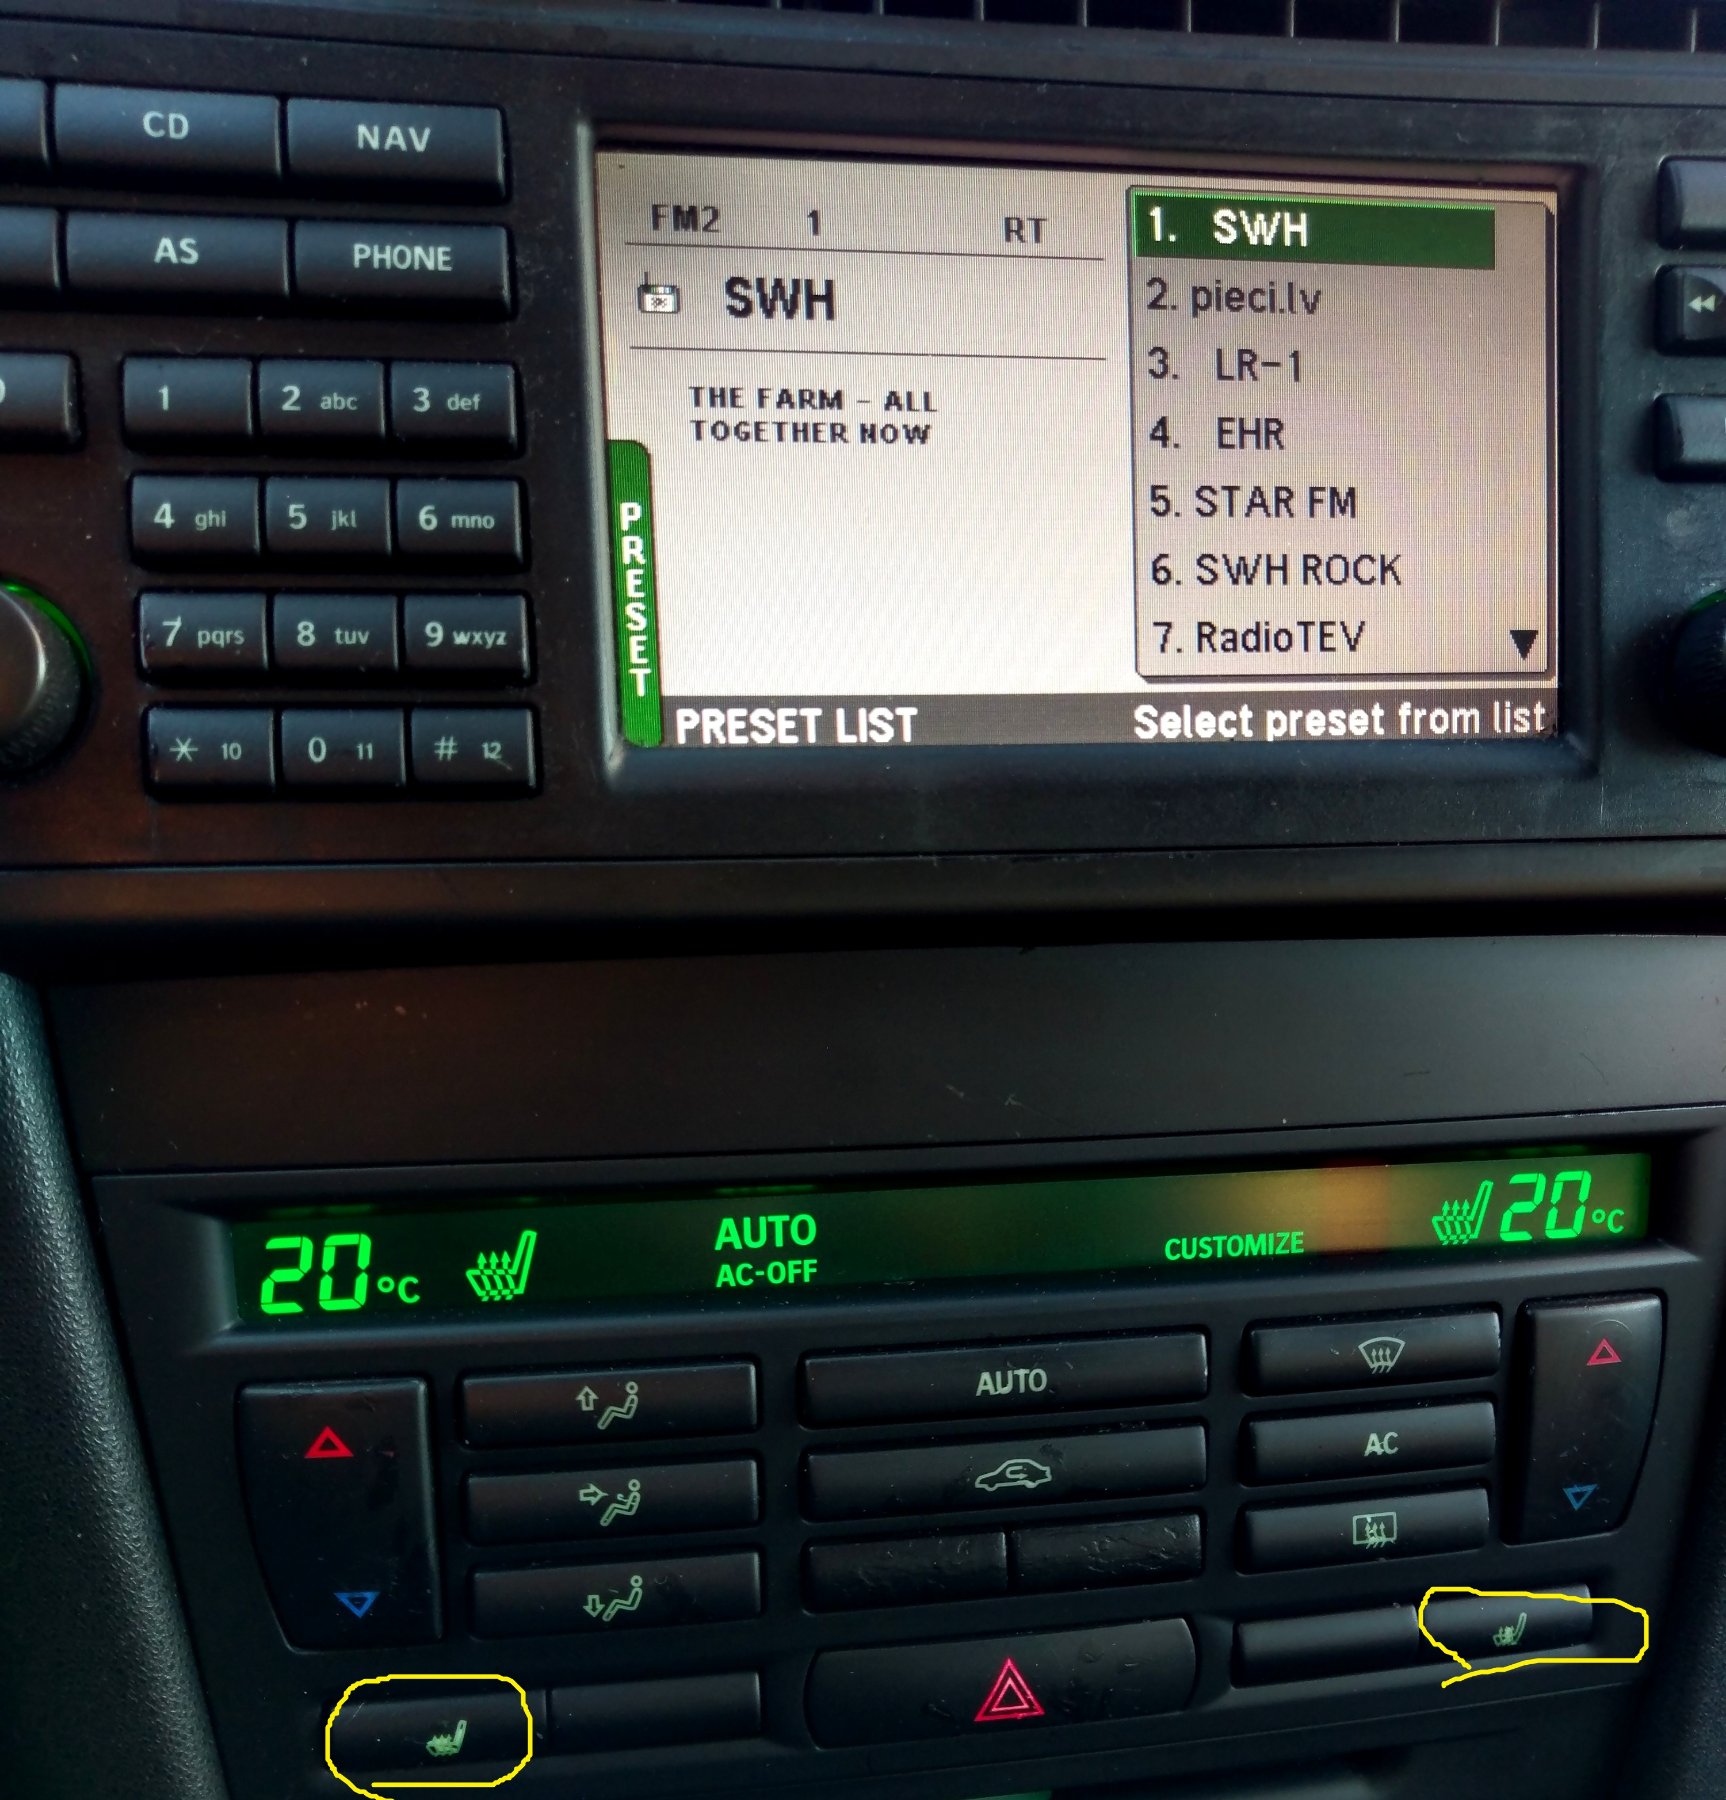 CD NAV
AS PHONE
1 2 abc 3 def
4 ghi 5 jkl 6 mno
7 pqrs 8 tuv 9 wxyz
* 10 0 11 # 12
FM2 1 RT
SWH
THE FARM - ALL
TOGETHER NOW
PRESET
1. SWH
2. pieci.lv
3. LR-1
4. EHR
5. STAR FM
6. SWH ROCK
7. RadioTEV
PRESET LIST Select preset from list
20°C AUTO CUSTOMIZE 20°C
AC-OFF
AUTO
AC